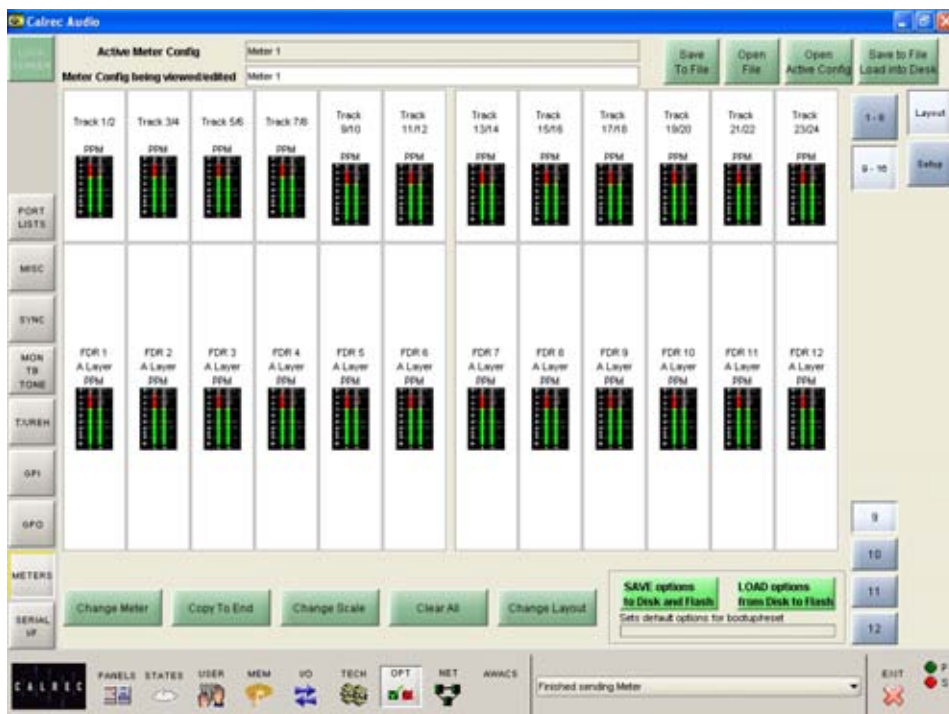 Calrec Audio
Active Meter Config
Meter 1
Meter Config being viewed/edited
Meter 1
Save To File
Open File
Open Active Config
Save to File Load into Desk
Track 1/2
Track 3/4
Track 5/6
Track 7/8
Track 9/10
Track 11/12
Track 13/14
Track 15/16
Track 17/18
Track 19/20
Track 21/22
Track 23/24
PPM PPM PPM PPM PPM PPM PPM PPM PPM PPM PPM PPM
1 - 8
9 - 16
Layout
Setup
PORT LISTS
MISC
SYNC
MON TB TONE
TX/REH
GPI
GPO
METERS
SERIAL I/F
FDR 1 A Layer PPM
FDR 2 A Layer PPM
FDR 3 A Layer PPM
FDR 4 A Layer PPM
FDR 5 A Layer PPM
FDR 6 A Layer PPM
FDR 7 A Layer PPM
FDR 8 A Layer PPM
FDR 9 A Layer PPM
FDR 10 A Layer PPM
FDR 11 A Layer PPM
FDR 12 A Layer PPM
9
10
11
12
Change Meter
Copy To End
Change Scale
Clear All
Change Layout
SAVE options to Disk and Flash
LOAD options from Disk to Flash
Sets default options for bootup/reset
CALREC
PANELS
STATES
USER
MEM
I/O
TECH
OPT
NET
AWACS
Finished sending Meter
EXIT
P
S